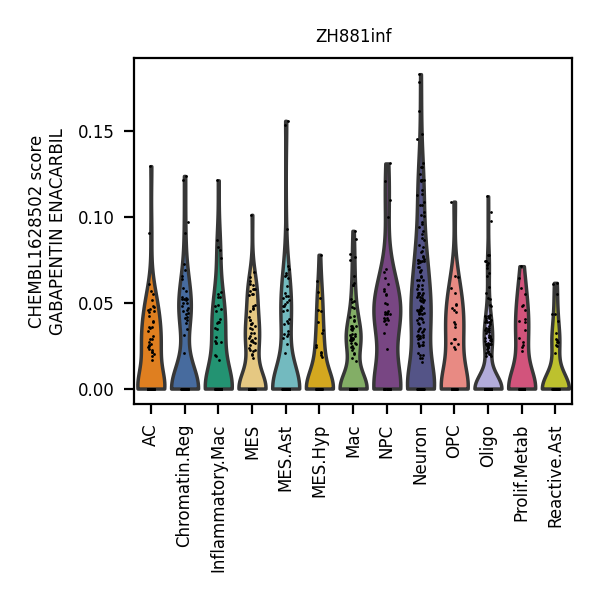 ZH881inf
CHEMBL1628502 score
GABAPENTIN ENACARBIL
0.15
0.10
0.05
0.00
AC
Chromatin.Reg
Inflammatory.Mac
MES
MES.Ast
MES.Hyp
Mac
NPC
Neuron
OPC
Oligo
Prolif.Metab
Reactive.Ast